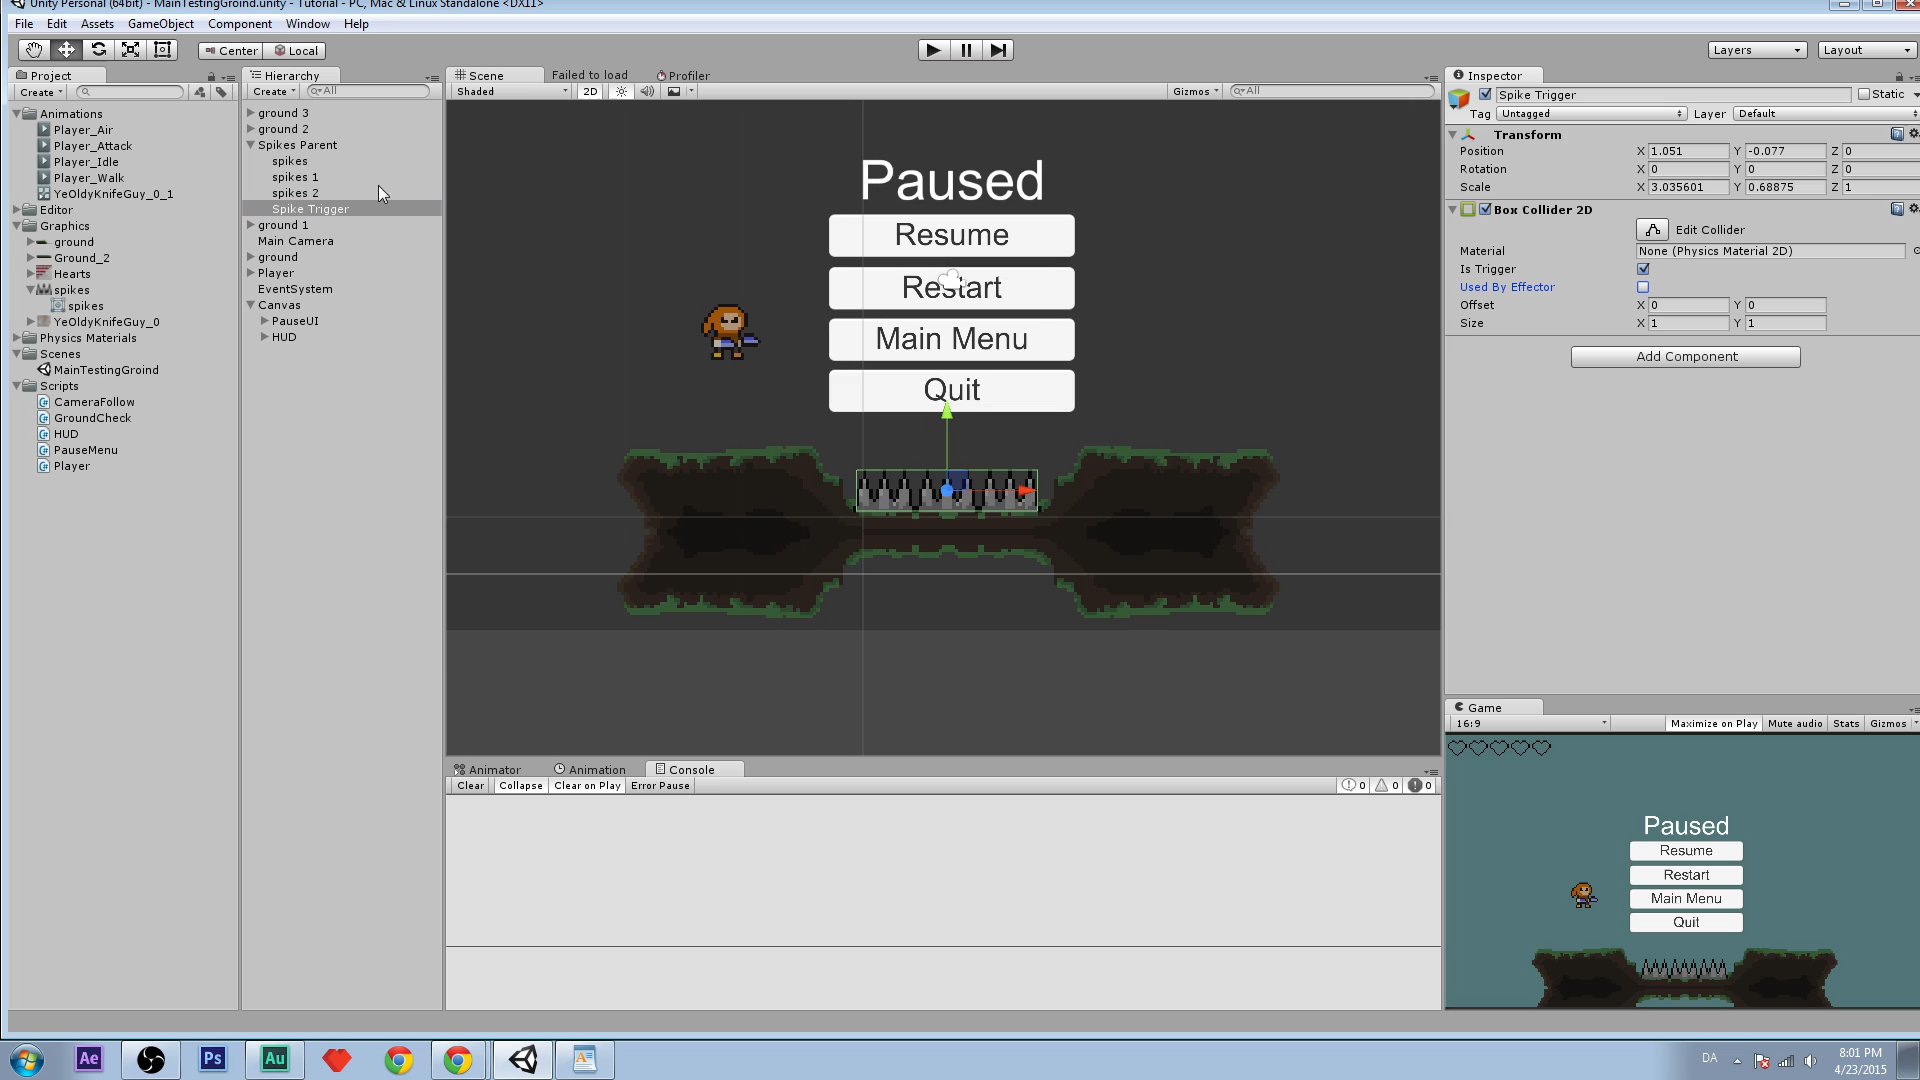 Unity Personal (64bit) - MainTestingGroind.unity - Tutorial - PC, Mac & Linux Standalone <DX11>
File Edit Assets GameObject Component Window Help
Center Local
Layers Layout
Project
Create
Animations
Player_Air
Player_Attack
Player_Idle
Player_Walk
YeOldyKnifeGuy_0_1
Editor
Graphics
ground
Ground_2
Hearts
spikes
spikes
YeOldyKnifeGuy_0
Physics Materials
Scenes
MainTestingGroind
Scripts
CameraFollow
GroundCheck
HUD
PauseMenu
Player
Hierarchy
Create All
ground 3
ground 2
Spikes Parent
spikes
spikes 1
spikes 2
Spike Trigger
ground 1
Main Camera
ground
Player
EventSystem
Canvas
PauseUI
HUD
Scene Failed to load Profiler
Shaded 2D Gizmos All
Paused
Resume
Restart
Main Menu
Quit
Animator Animation Console
Clear Collapse Clear on Play Error Pause 0 0 0
Inspector
Spike Trigger Static
Tag Untagged Layer Default
Transform
Position X 1.051 Y -0.077 Z 0
Rotation X 0 Y 0 Z 0
Scale X 3.035601 Y 0.68875 Z 1
Box Collider 2D
Edit Collider
Material None (Physics Material 2D)
Is Trigger
Used By Effector
Offset X 0 Y 0
Size X 1 Y 1
Add Component
Game
16:9 Maximize on Play Mute audio Stats Gizmos
Paused
Resume
Restart
Main Menu
Quit
Ae Ps Au DA 8:01 PM
4/23/2015